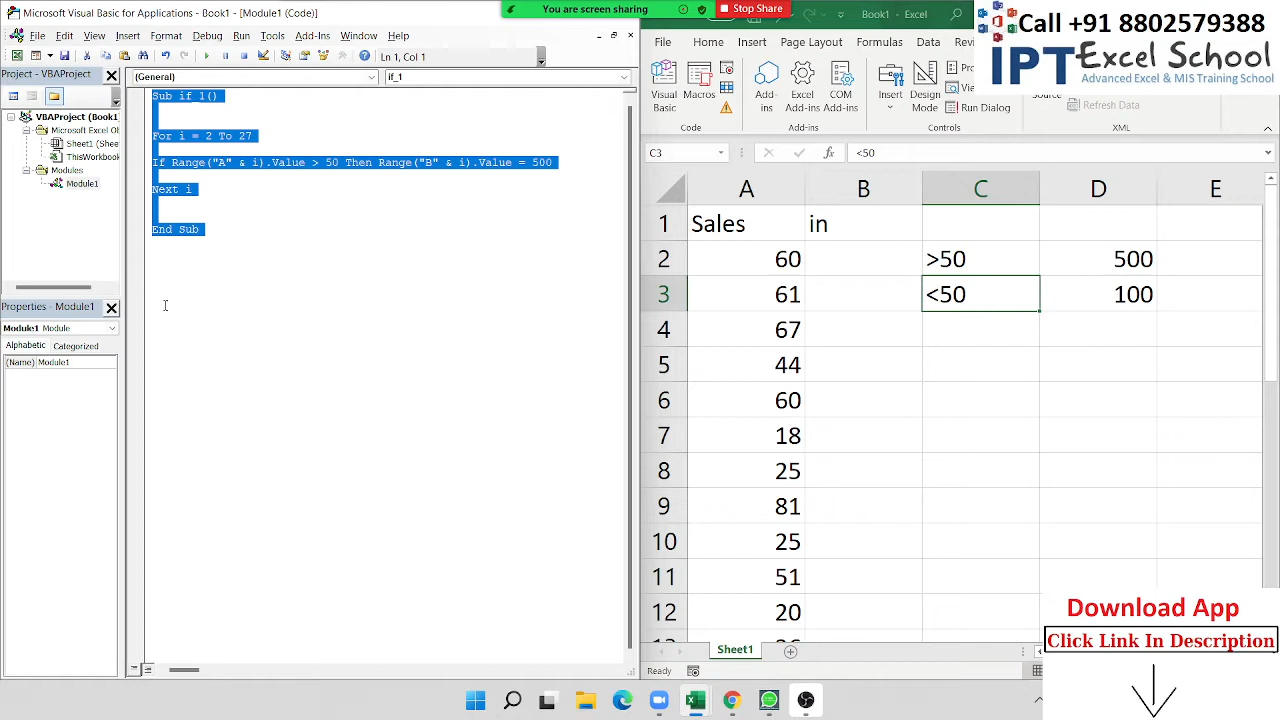 Microsoft Visual Basic for Applications - Book1 - [Module1 (Code)]
You are screen sharing
Stop Share
Book1 - Excel
Call +91 8802579388
IPT Excel School
Advanced Excel & MIS Training School
File Edit View Insert Format Debug Run Tools Add-Ins Window Help
Ln 1, Col 1
File Home Insert Page Layout Formulas Data
Visual Basic
Macros
Add-ins
Excel Add-ins
COM Add-ins
Insert
Design Mode
Run Dialog
Refresh Data
Code
Add-ins
Controls
XML
Project - VBAProject
VBAProject (Book1
Microsoft Excel Ob
Sheet1 (Shee
ThisWorkbook
Modules
Module1
(General)
if_1
Sub if_1()
For i = 2 To 27
If Range("A" & i).Value > 50 Then Range("B" & i).Value = 500
Next i
End Sub
Properties - Module1
Module1 Module
Alphabetic Categorized
(Name) Module1
C3
fx
<50
A B C D E
1 Sales in
2 60 >50 500
3 61 <50 100
4 67
5 44
6 60
7 18
8 25
9 81
10 25
11 51
12 20
Sheet1
Ready
Download App
Click Link In Description